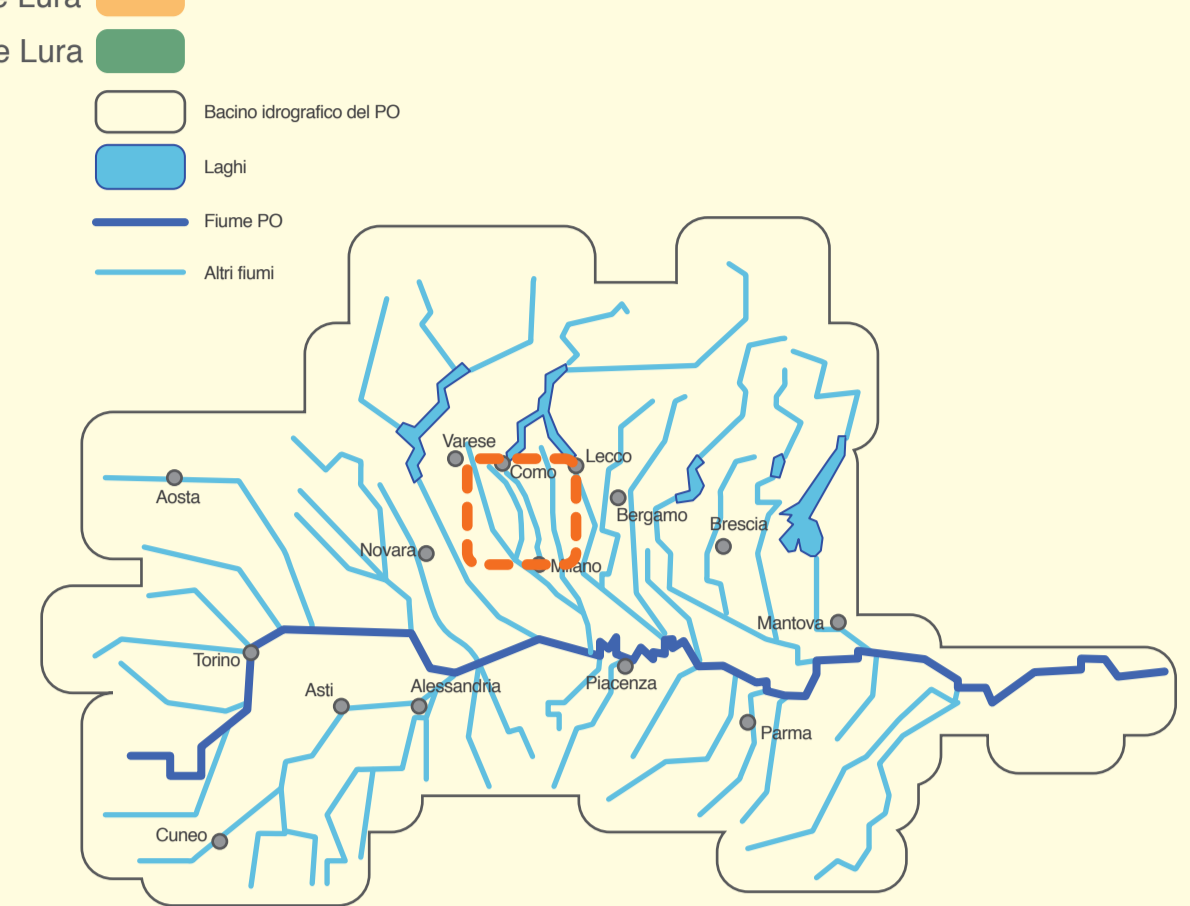 e Lura
e Lura
Bacino idrografico del PO
Laghi
Fiume PO
Altri fiumi
Varese
Como
Lecco
Aosta
Bergamo
Brescia
Novara
Milano
Mantova
Torino
Asti
Alessandria
Piacenza
Parma
Cuneo